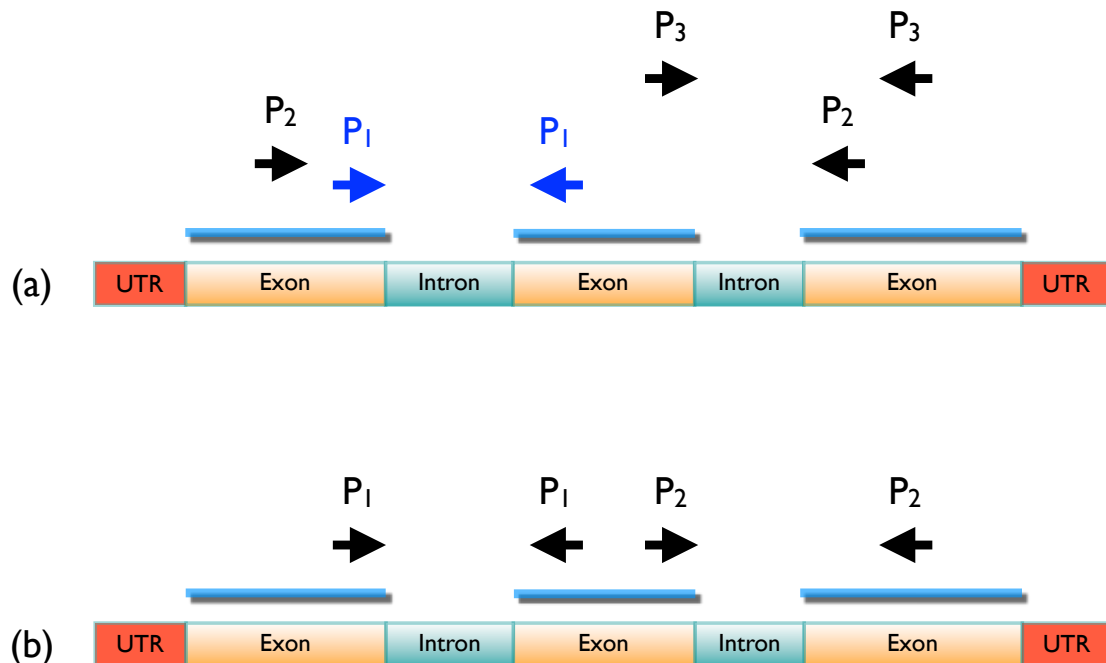 P₃ P₃
P₂ P₁ P₁ P₂
(a) UTR Exon Intron Exon Intron Exon UTR
P₁ P₁ P₂ P₂
(b) UTR Exon Intron Exon Intron Exon UTR